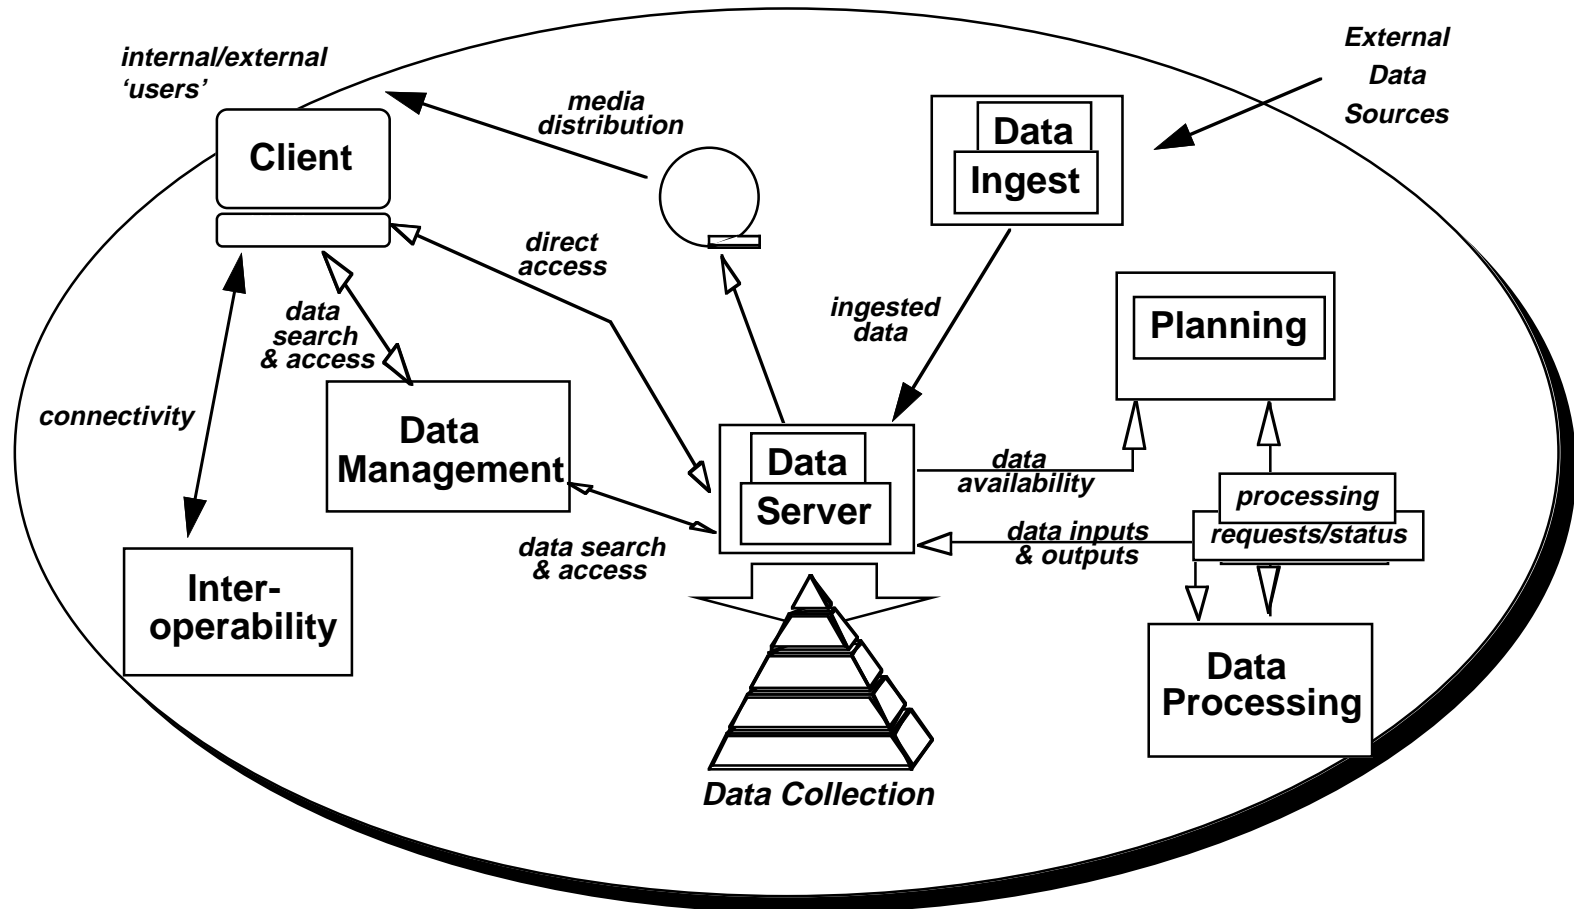 internal/external
‘users’
Client
media
distribution
External
Data
Sources
Data
Ingest
direct
access
data
search
& access
ingested
data
Planning
connectivity
Data
Management
Data
Server
data
availability
processing
requests/status
data inputs
& outputs
data search
& access
Inter-
operability
Data
Processing
Data Collection